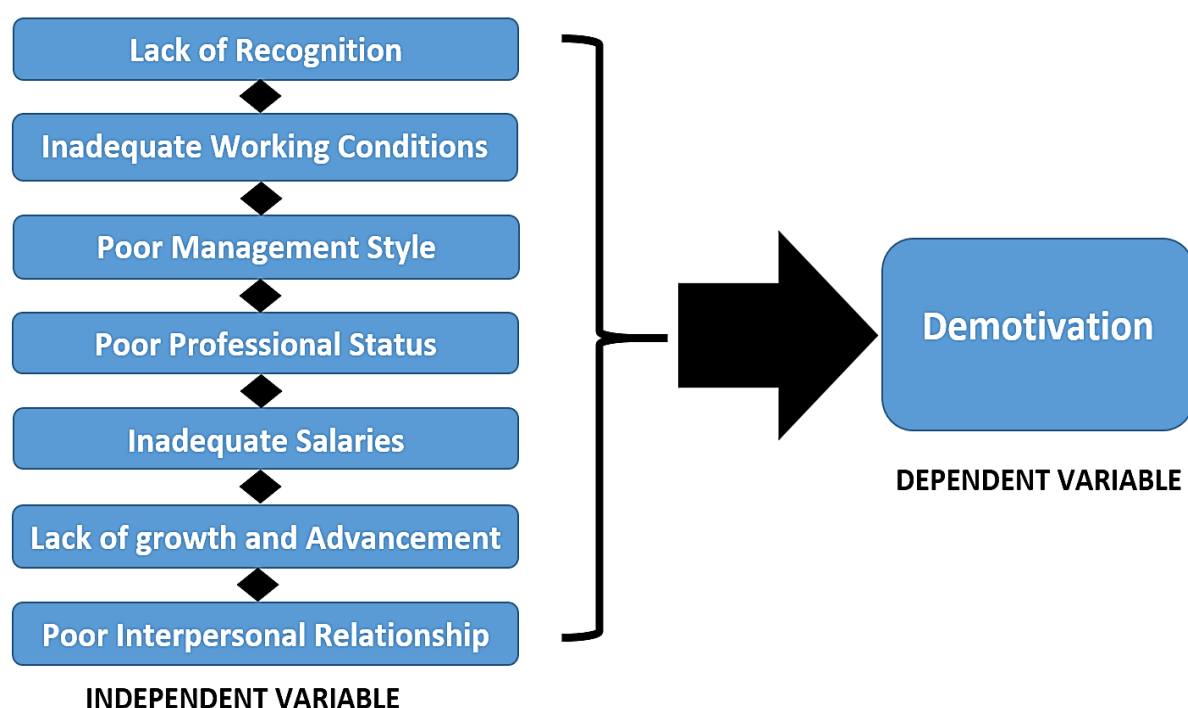 Lack of Recognition
Inadequate Working Conditions
Poor Management Style
Poor Professional Status
Inadequate Salaries
Lack of growth and Advancement
Poor Interpersonal Relationship
INDEPENDENT VARIABLE
Demotivation
DEPENDENT VARIABLE